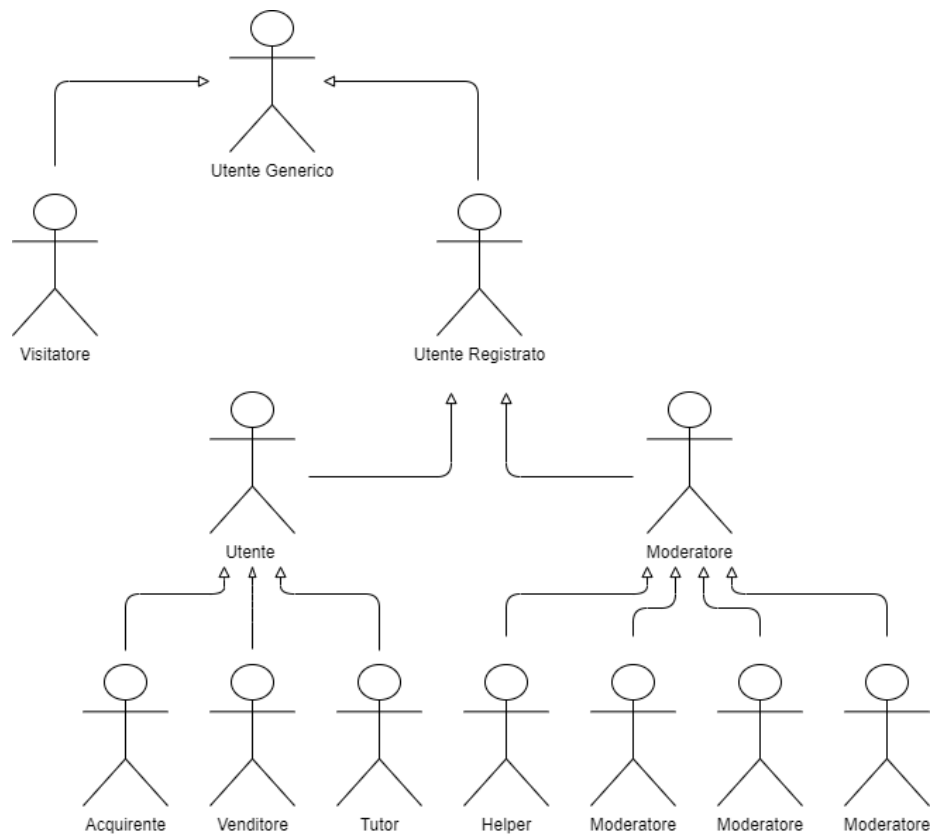 Utente Generico
Visitatore
Utente Registrato
Utente
Moderatore
Acquirente
Venditore
Tutor
Helper
Moderatore
Moderatore
Moderatore